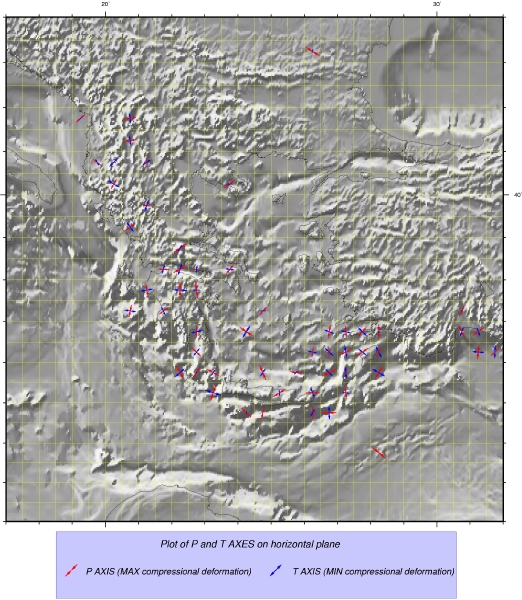 20˚ 30˚
40˚
Plot of P and T AXES on horizontal plane
P AXIS (MAX compressional deformation) T AXIS (MIN compressional deformation)